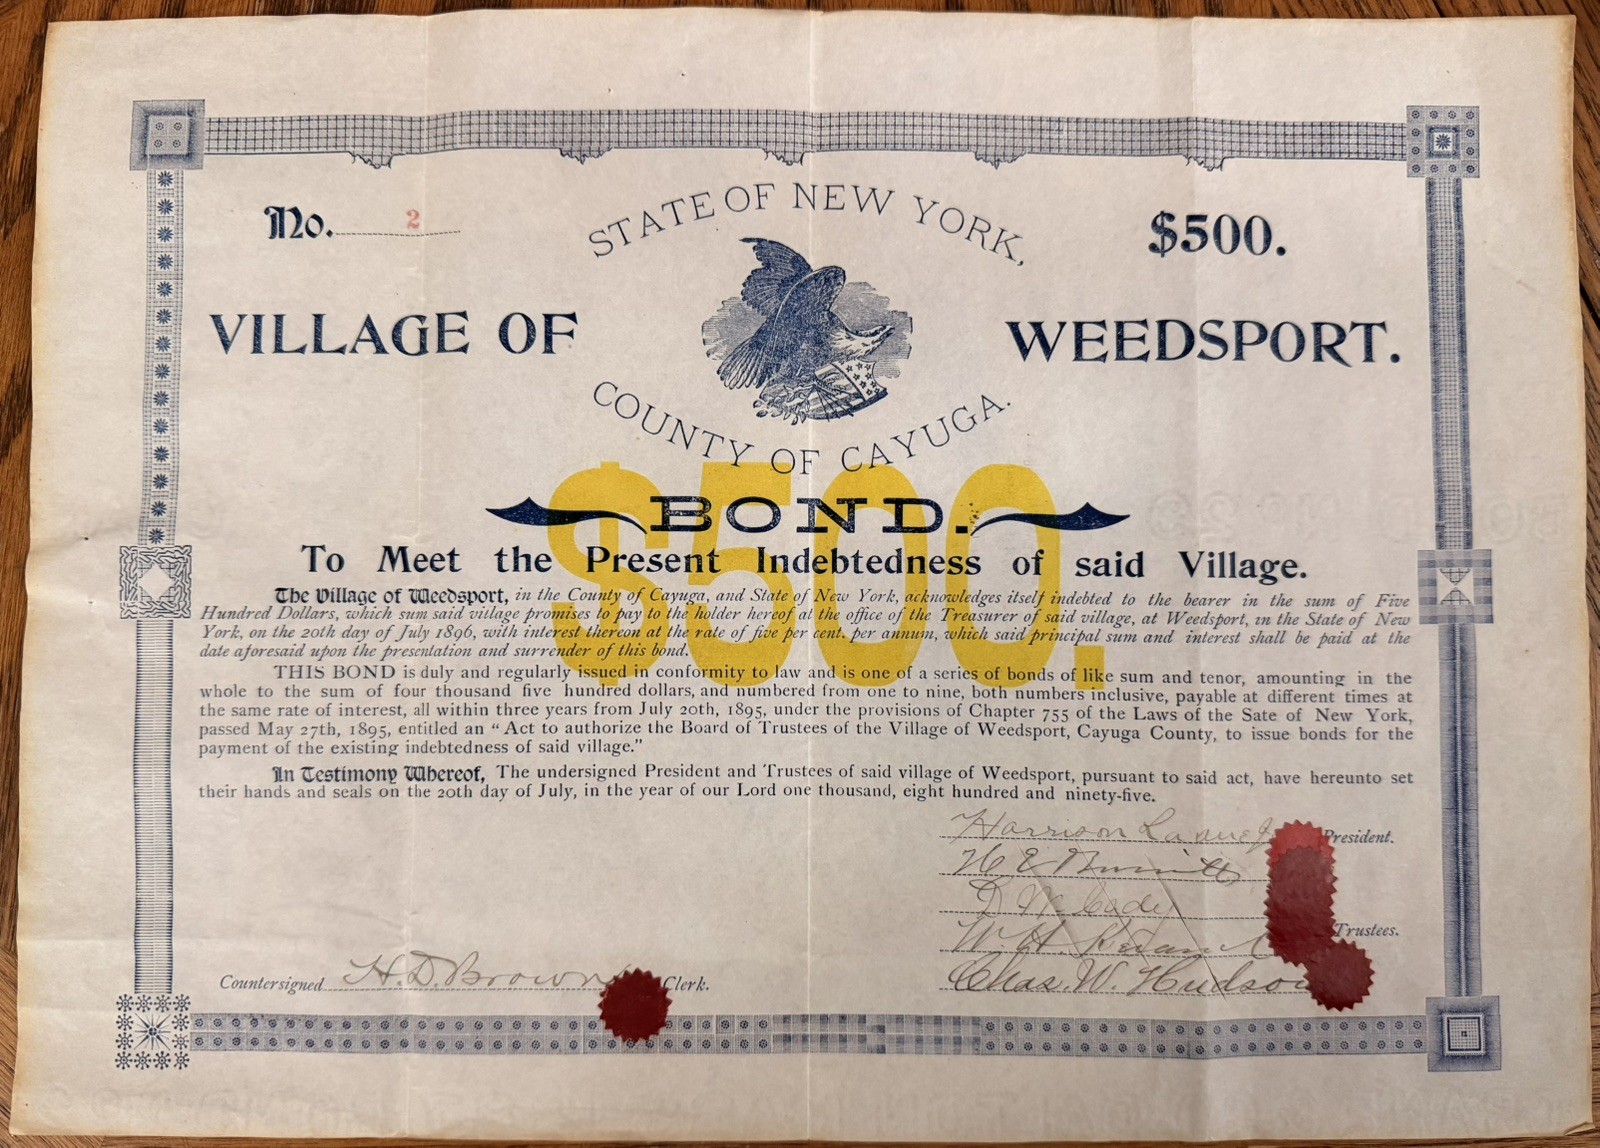 No. 2
STATE OF NEW YORK,
$500.
VILLAGE OF WEEDSPORT.
COUNTY OF CAYUGA.
$500.
BOND.
To Meet the Present Indebtedness of said Village.
The Village of Weedsport, in the County of Cayuga, and State of New York, acknowledges itself indebted to the bearer in the sum of Five
Hundred Dollars, which sum said village promises to pay to the holder hereof at the office of the Treasurer of said village, at Weedsport, in the State of New
York, on the 20th day of July 1896, with interest thereon at the rate of five per cent. per annum, which said principal sum and interest shall be paid at the
date aforesaid upon the presentation and surrender of this bond.
THIS BOND is duly and regularly issued in conformity to law and is one of a series of bonds of like sum and tenor, amounting in the
whole to the sum of four thousand five hundred dollars, and numbered from one to nine, both numbers inclusive, payable at different times at
the same rate of interest, all within three years from July 20th, 1895, under the provisions of Chapter 755 of the Laws of the Sate of New York,
passed May 27th, 1895, entitled an "Act to authorize the Board of Trustees of the Village of Weedsport, Cayuga County, to issue bonds for the
payment of the existing indebtedness of said village."
In Testimony Whereof, The undersigned President and Trustees of said village of Weedsport, pursuant to said act, have hereunto set
their hands and seals on the 20th day of July, in the year of our Lord one thousand, eight hundred and ninety-five.
Harrison President.
H E
D Mc Cady
W. H. Trustees.
Chas. W. Hudson
Countersigned H. D. Brown Clerk.